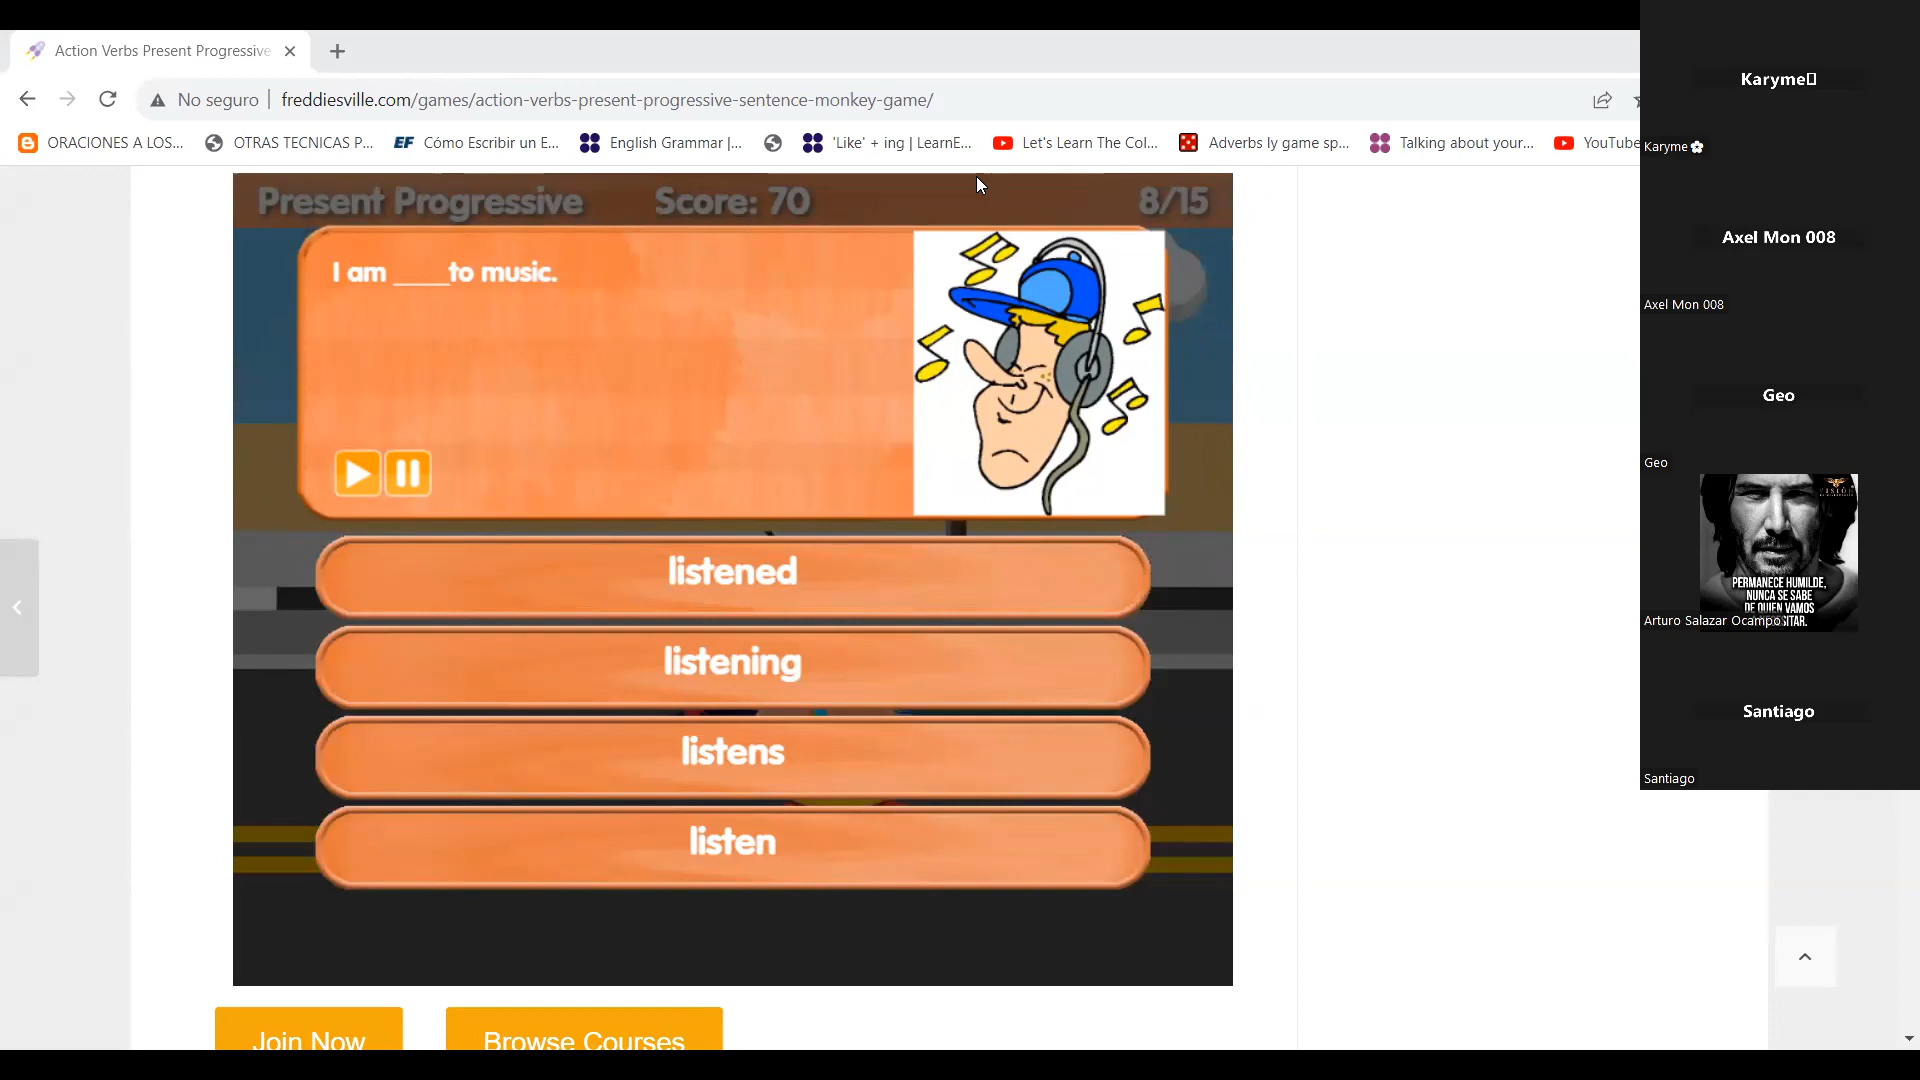 Action Verbs Present Progressive
No seguro
freddiesville.com/games/action-verbs-present-progressive-sentence-monkey-game/
ORACIONES A LOS...
OTRAS TECNICAS P...
EF
Cómo Escribir un E...
English Grammar |...
'Like' + ing | LearnE...
Let's Learn The Col...
Adverbs ly game sp...
Talking about your...
YouTube
Present Progressive
Score: 70
8/15
I am _____to music.
listened
listening
listens
listen
Join Now
Browse Courses
Karyme
Karyme
Axel Mon 008
Axel Mon 008
Geo
Geo
PERMANECE HUMILDE,
NUNCA SE SABE
DE QUIEN VAMOS
Arturo Salazar Ocampo
Santiago
Santiago